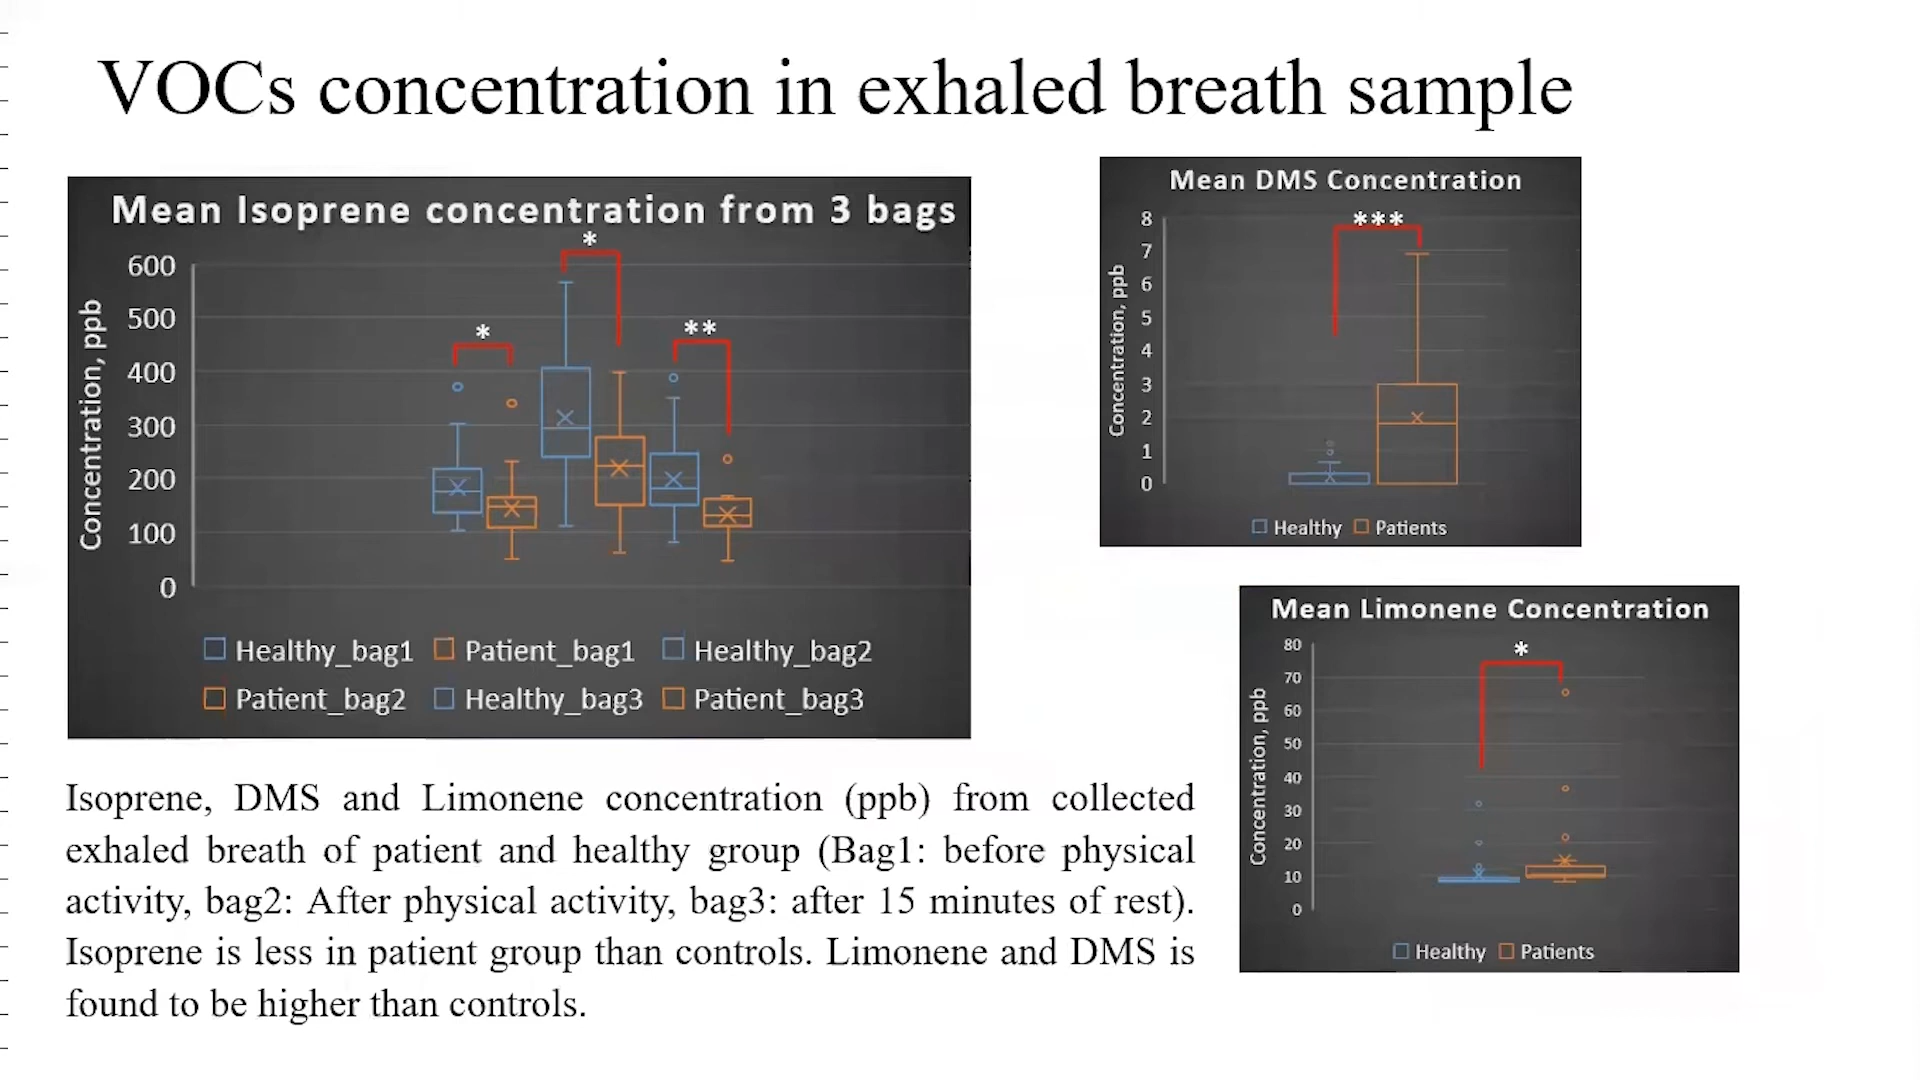 VOCs concentration in exhaled breath sample
Mean Isoprene concentration from 3 bags
Concentration, ppb
600
500
400
300
200
100
0
*
*
**
Healthy_bag1 Patient_bag1 Healthy_bag2
Patient_bag2 Healthy_bag3 Patient_bag3
Mean DMS Concentration
Concentration, ppb
8
7
6
5
4
3
2
1
0
***
Healthy Patients
Mean Limonene Concentration
Concentration, ppb
80
70
60
50
40
30
20
10
0
*
Healthy Patients
Isoprene, DMS and Limonene concentration (ppb) from collected
exhaled breath of patient and healthy group (Bag1: before physical
activity, bag2: After physical activity, bag3: after 15 minutes of rest).
Isoprene is less in patient group than controls. Limonene and DMS is
found to be higher than controls.